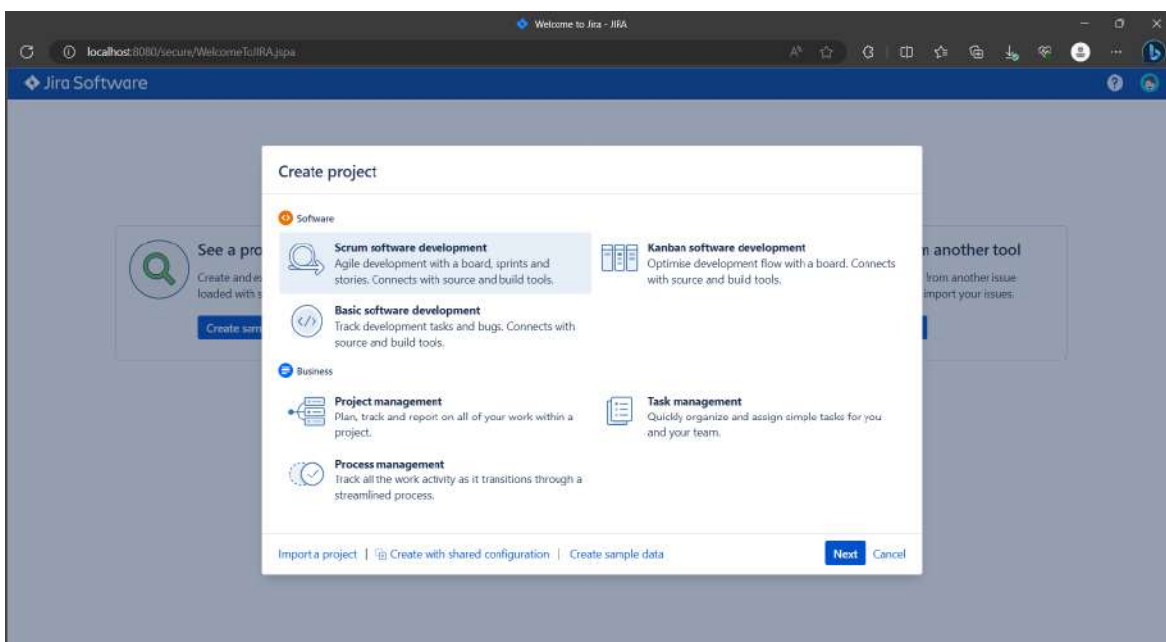 Welcome to Jira - JIRA
localhost:8080/secure/WelcomeToJIRA.jspa
Jira Software
Create project
Software
Scrum software development
Agile development with a board, sprints and
stories. Connects with source and build tools.
Kanban software development
Optimise development flow with a board. Connects
with source and build tools.
Basic software development
Track development tasks and bugs. Connects with
source and build tools.
Business
Project management
Plan, track and report on all of your work within a
project.
Task management
Quickly organize and assign simple tasks for you
and your team.
Process management
Track all the work activity as it transitions through a
streamlined process.
Import a project | Create with shared configuration | Create sample data
Next Cancel
See a pro
Create and e
loaded with s
Create sam
n another tool
from another issue
import your issues.